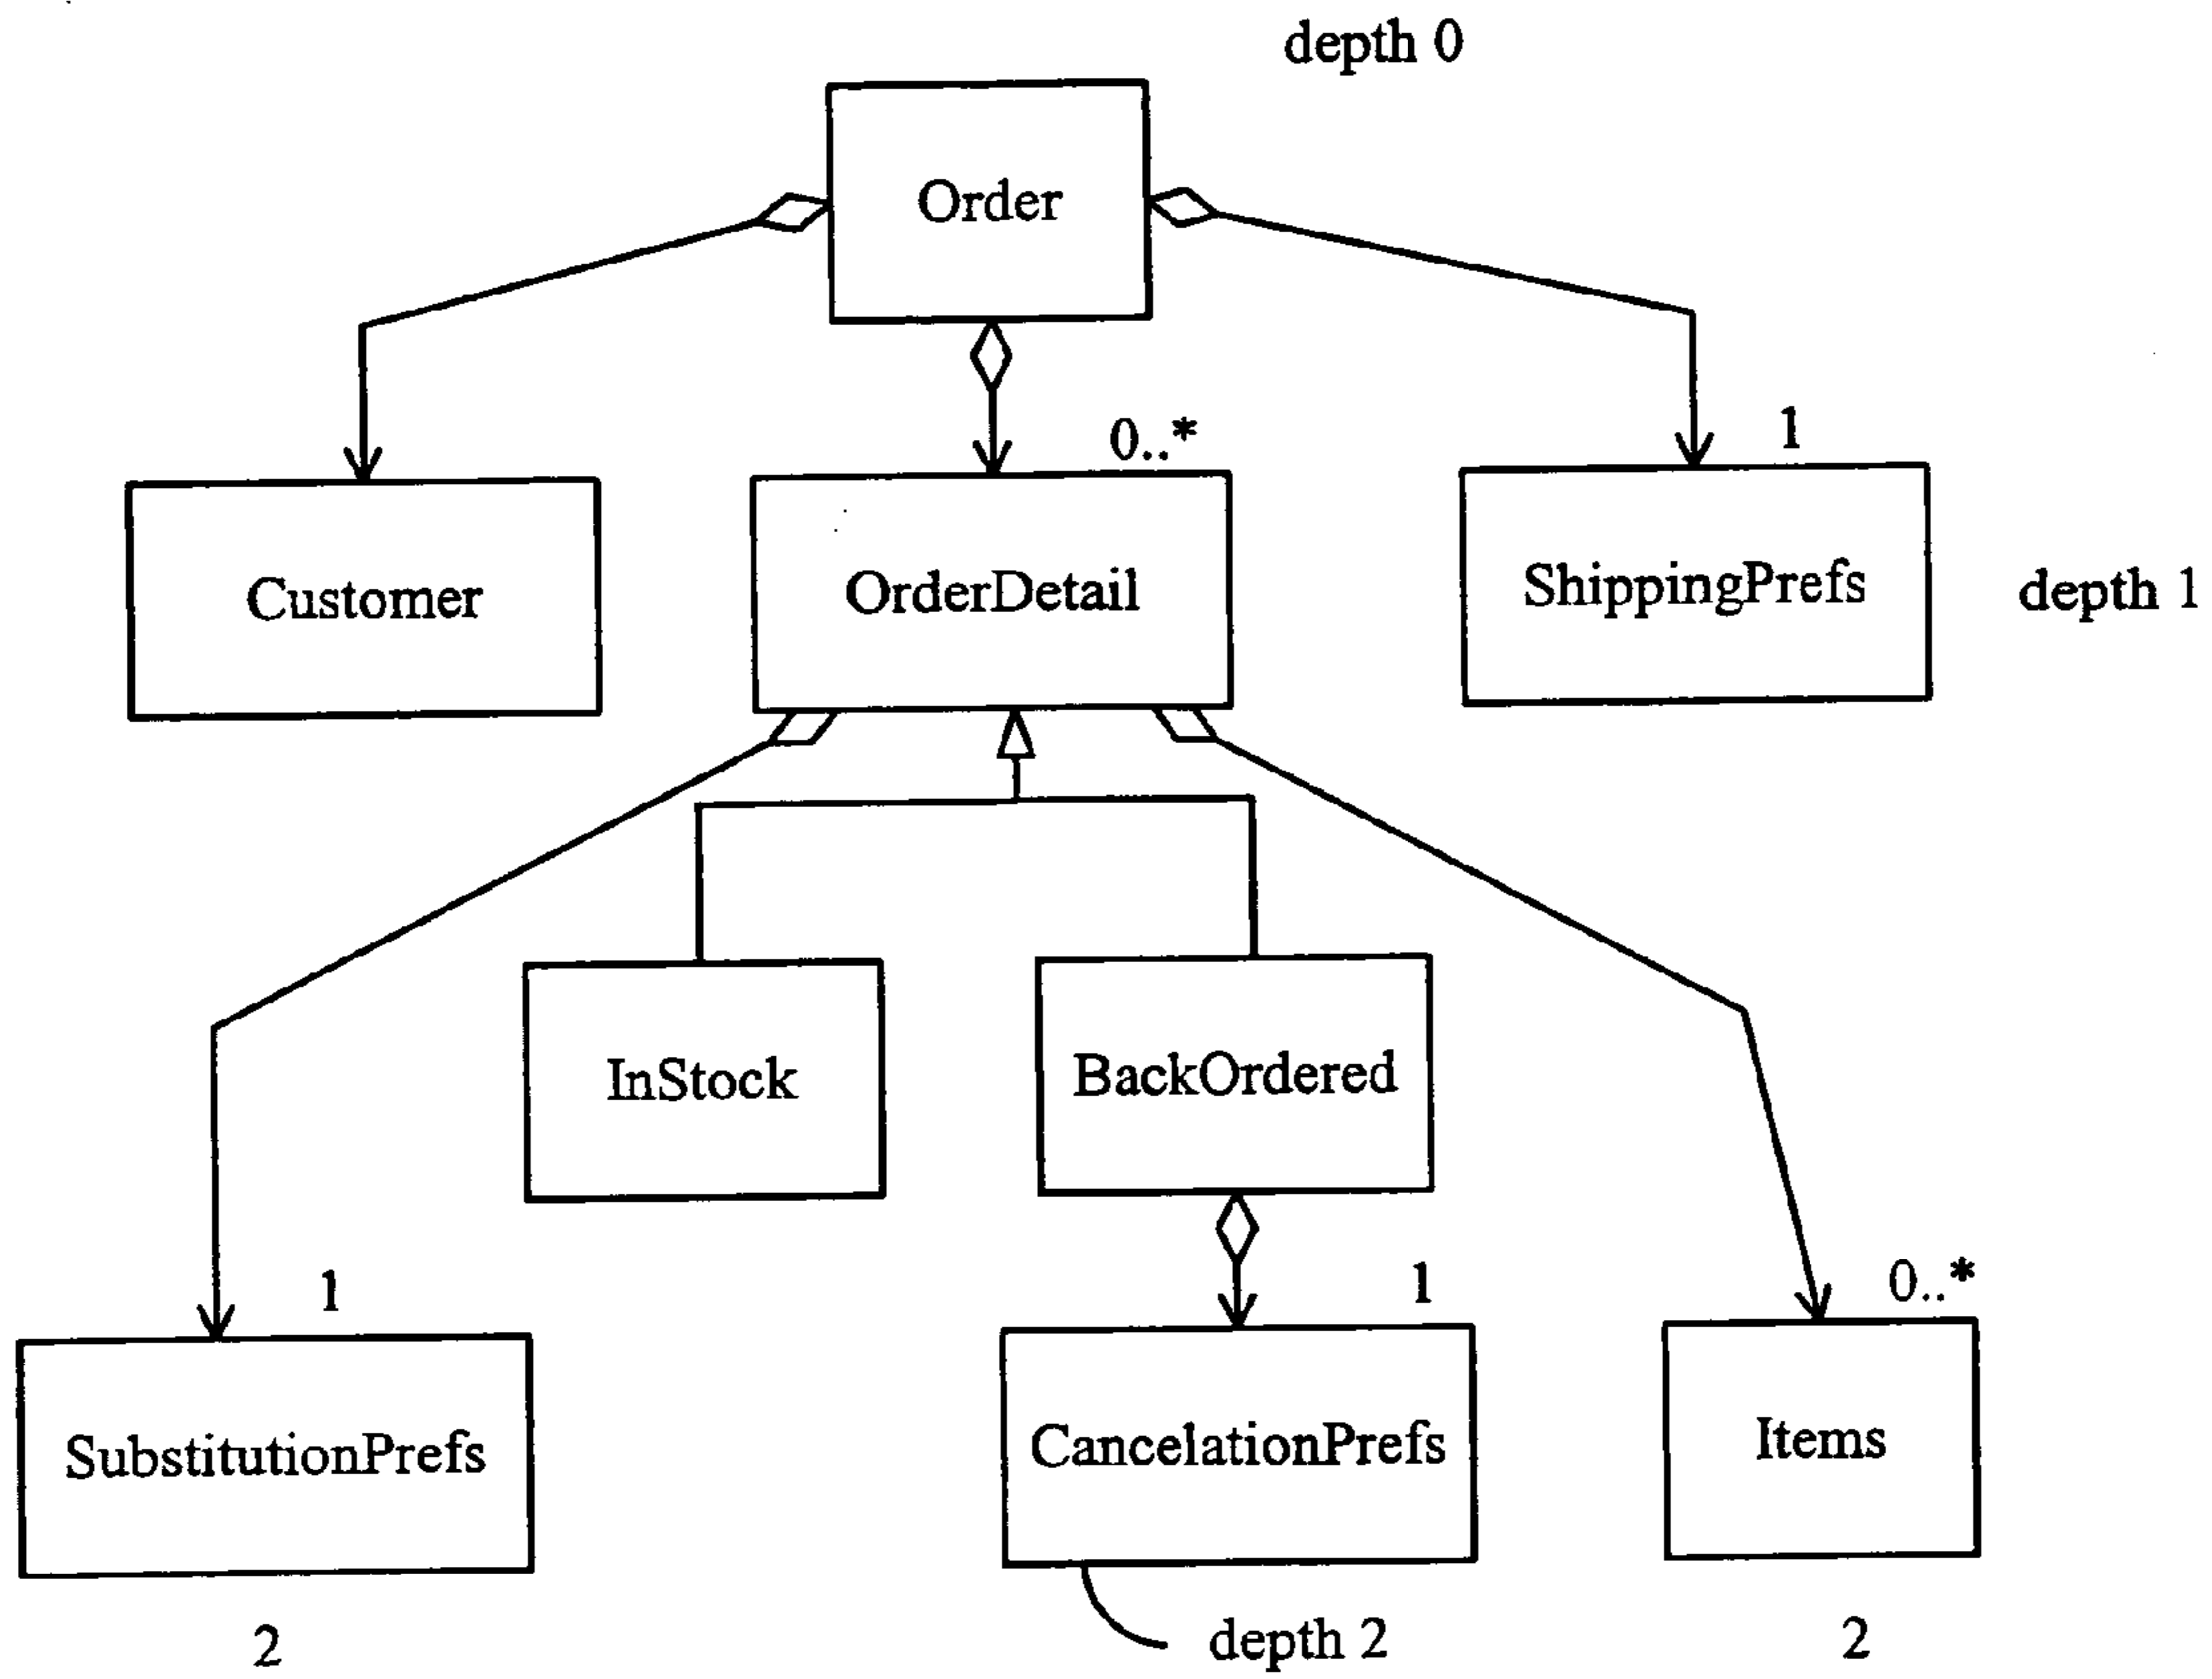 depth 0
Order
0..*
1
Customer
OrderDetail
ShippingPrefs
depth 1
InStock
BackOrdered
1
1
0..*
SubstitutionPrefs
CancelationPrefs
Items
2
depth 2
2